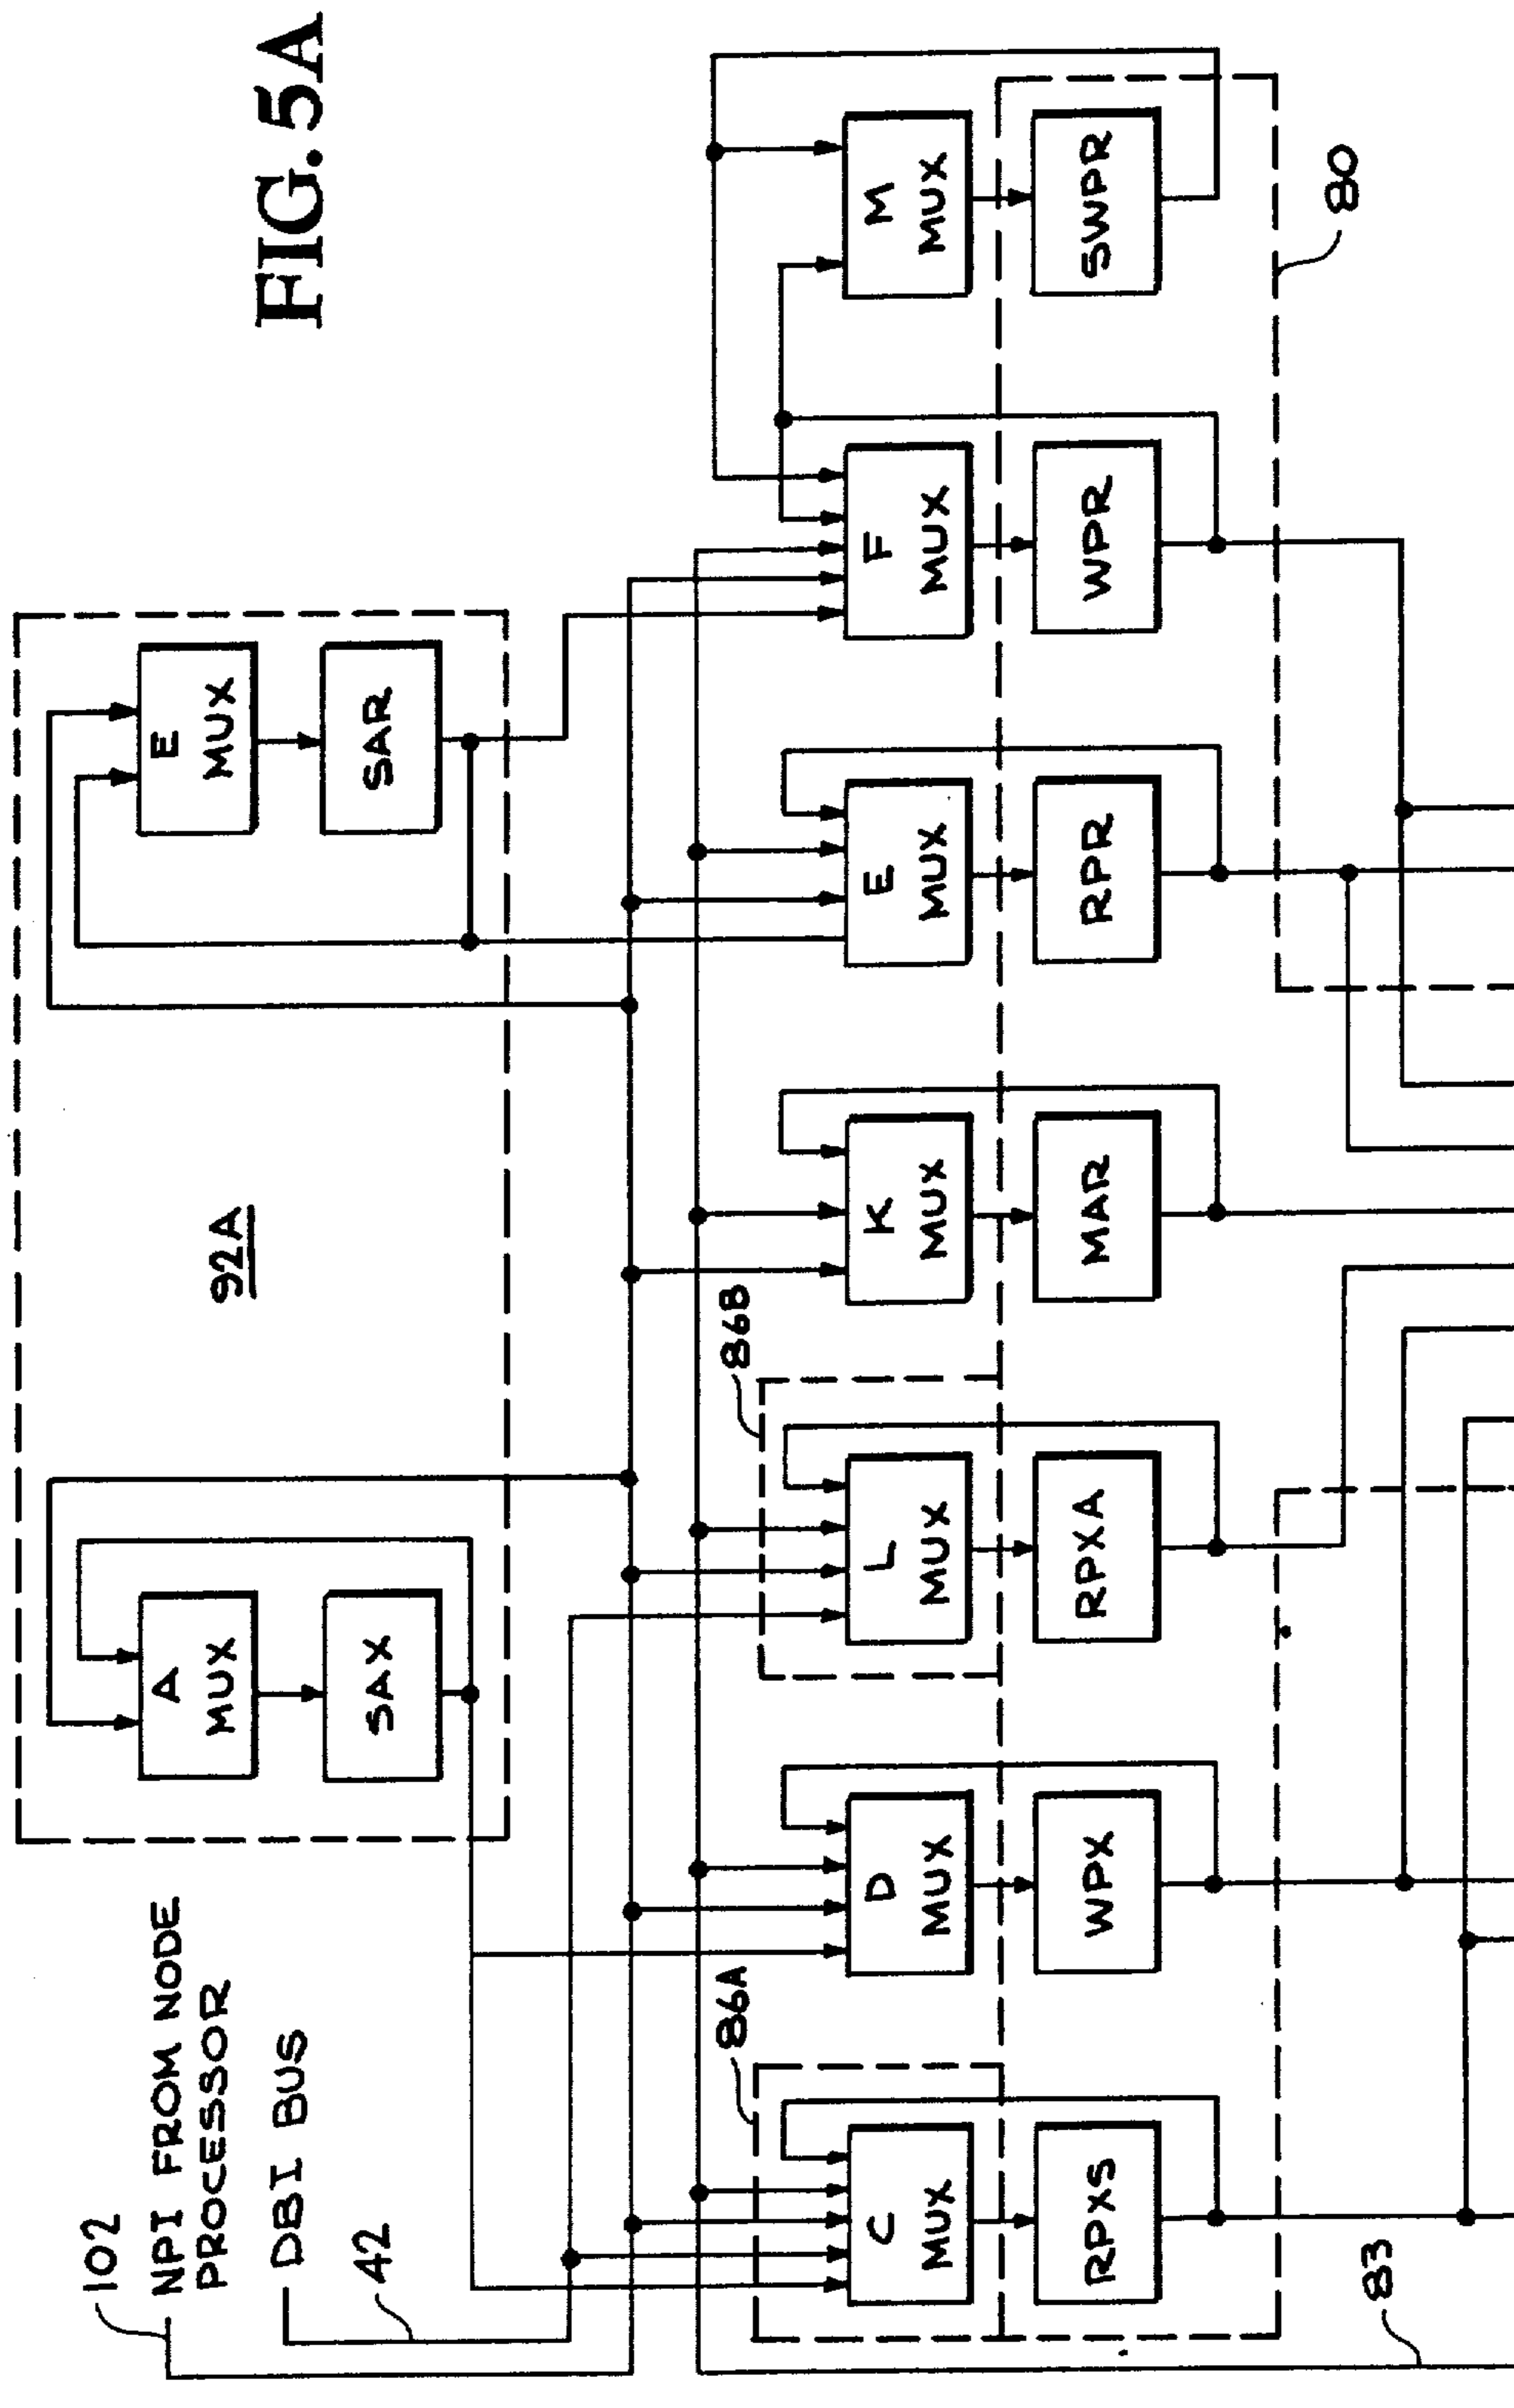 FIG. 5A
102
NPI FROM NODE
PROCESSOR
DBI BUS
42
92A
A
MUX
SAX
E
MUX
SAR
86A
86B
C
MUX
D
MUX
L
MUX
K
MUX
E
MUX
F
MUX
M
MUX
RPXS
WPX
RPXA
MAR
RPR
WPR
SWPR
80
83